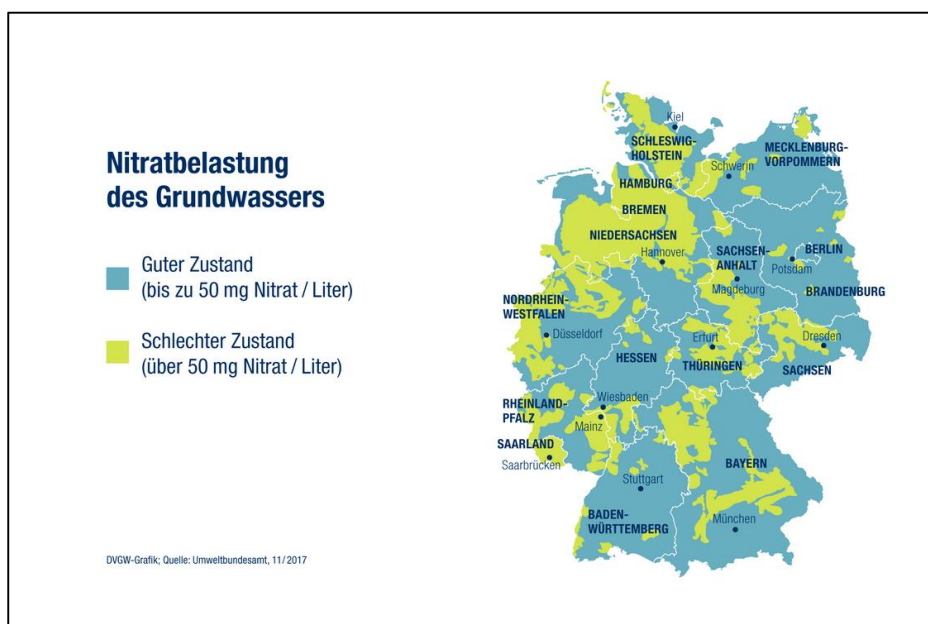 Nitratbelastung
des Grundwassers
Guter Zustand
(bis zu 50 mg Nitrat / Liter)
Schlechter Zustand
(über 50 mg Nitrat / Liter)
DVGW-Grafik; Quelle: Umweltbundesamt, 11/2017
Kiel
SCHLESWIG-
HOLSTEIN
MECKLENBURG-
VORPOMMERN
Schwerin
HAMBURG
BREMEN
NIEDERSACHSEN
Hannover
SACHSEN-
ANHALT
Magdeburg
BERLIN
Potsdam
BRANDENBURG
NORDRHEIN-
WESTFALEN
Düsseldorf
HESSEN
Erfurt
THÜRINGEN
Dresden
SACHSEN
Wiesbaden
RHEINLAND-
PFALZ
Mainz
SAARLAND
Saarbrücken
BAYERN
Stuttgart
BADEN-
WÜRTTEMBERG
München